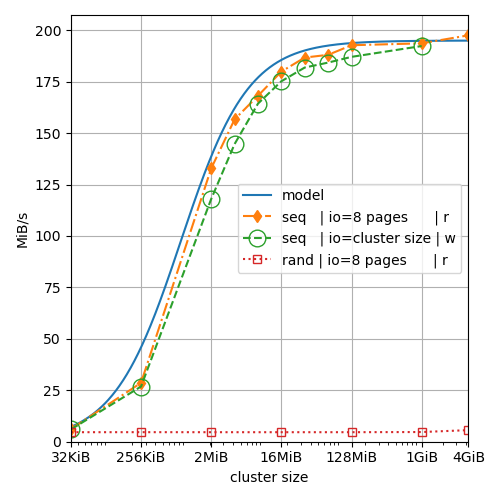 200
175
150
125
100
75
50
25
0
MiB/s
model
seq | io=8 pages | r
seq | io=cluster size | w
rand | io=8 pages | r
32KiB 256KiB 2MiB 16MiB 128MiB 1GiB 4GiB
cluster size